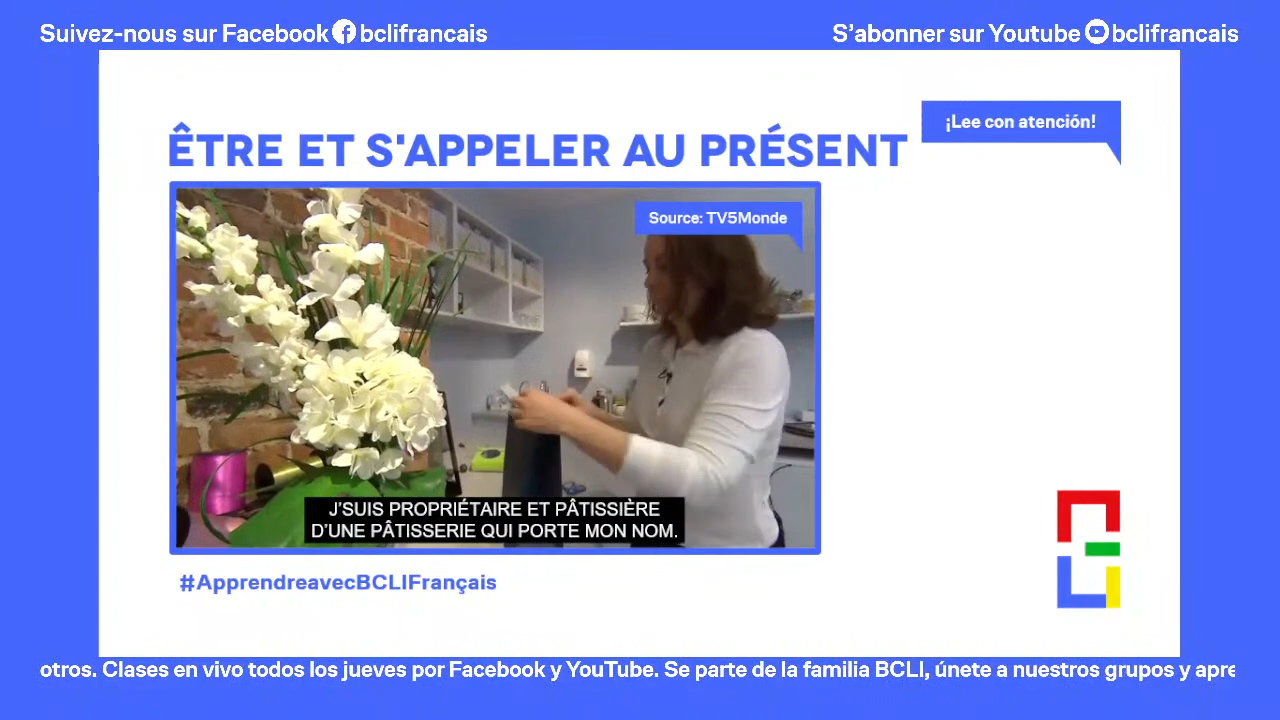 Suivez-nous sur Facebook bclifrancais
S'abonner sur Youtube bclifrancais
¡Lee con atención!
ÊTRE ET S'APPELER AU PRÉSENT
Source: TV5Monde
J'SUIS PROPRIÉTAIRE ET PÂTISSIÈRE
D'UNE PÂTISSERIE QUI PORTE MON NOM.
#ApprendreavecBCLIFrançais
otros. Clases en vivo todos los jueves por Facebook y YouTube. Se parte de la familia BCLI, únete a nuestros grupos y apre